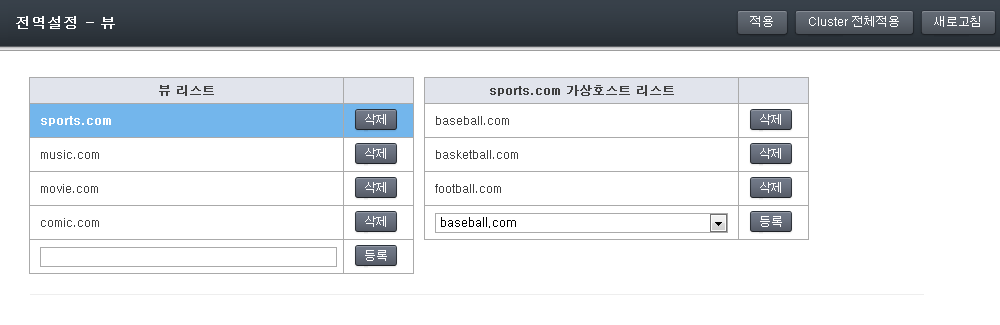 전역설정 - 뷰
적용 Cluster 전체적용 새로고침
뷰 리스트
sports.com 삭제
music.com 삭제
movie.com 삭제
comic.com 삭제
등록
sports.com 가상호스트 리스트
baseball.com 삭제
basketball.com 삭제
football.com 삭제
baseball.com 등록